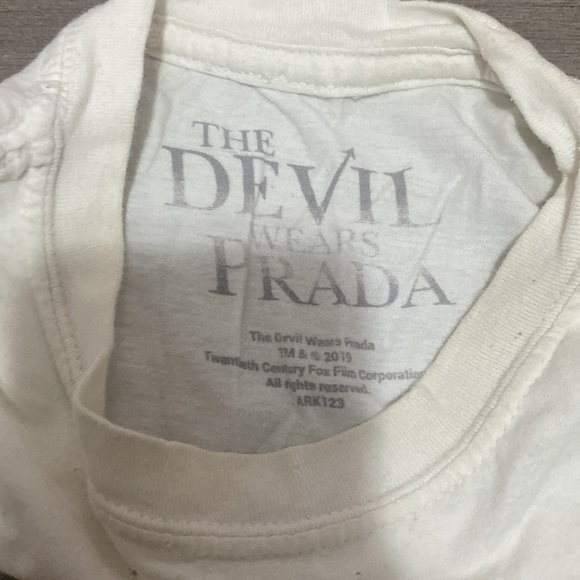 THE
DEVIL
WEARS
PRADA
The Devil Wears Prada
TM & © 2019
Twentieth Century Fox Film Corporation
All rights reserved.
ARK123